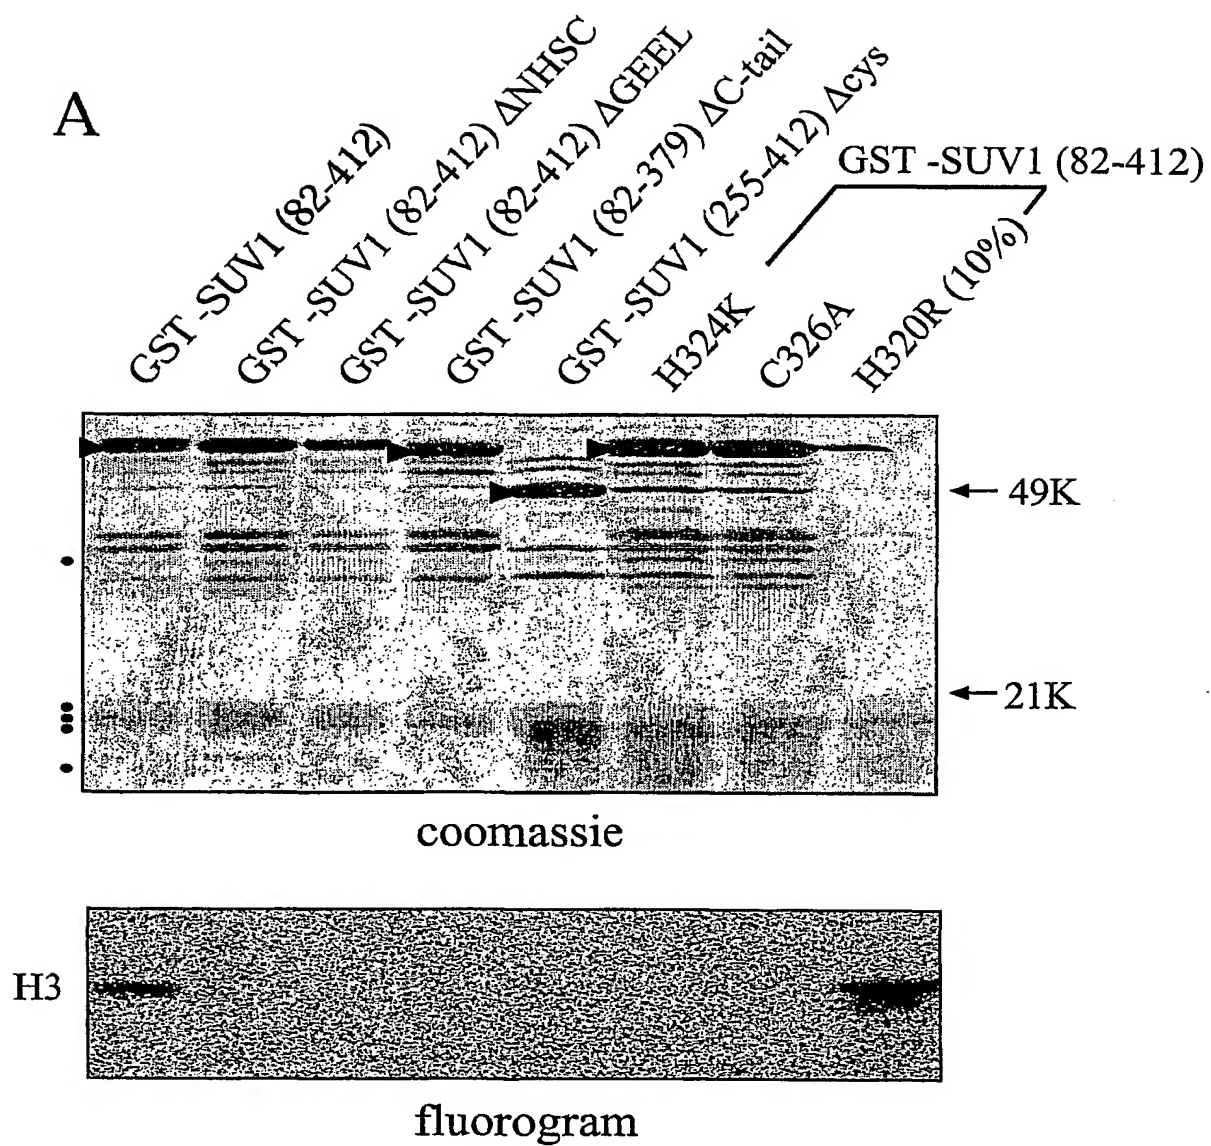 A
GST -SUV1 (82-412)
GST -SUV1 (82-412) ΔNHSC
GST -SUV1 (82-412) ΔGEEL
GST -SUV1 (82-379) ΔC-tail
GST -SUV1 (255-412) Δcys
GST -SUV1 (82-412)
H324K
C326A
H320R (10%)
49K
21K
coomassie
H3
fluorogram